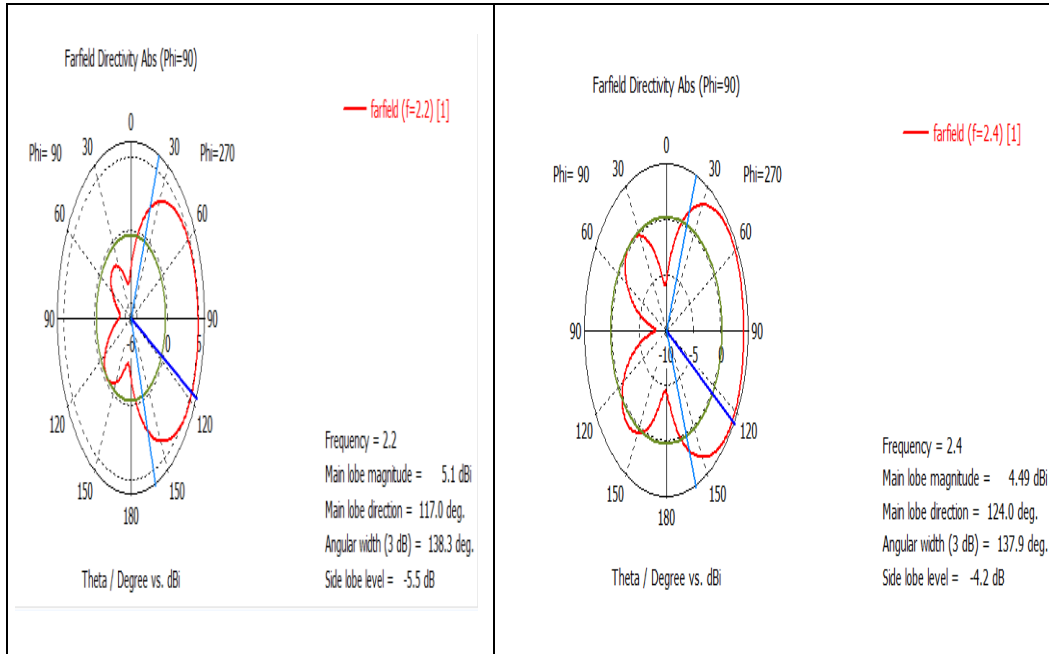 Farfield Directivity Abs (Phi=90)
farfield (f=2.2) [1]
0
30 30
Phi= 90 Phi=270
60 60
90 -5 0 5 90
120 120
150 150
180
Frequency = 2.2
Main lobe magnitude = 5.1 dBi
Main lobe direction = 117.0 deg.
Angular width (3 dB) = 138.3 deg.
Side lobe level = -5.5 dB
Theta / Degree vs. dBi
Farfield Directivity Abs (Phi=90)
farfield (f=2.4) [1]
0
30 30
Phi= 90 Phi=270
60 60
90 90
-10 -5 0
120 120
150 150
180
Frequency = 2.4
Main lobe magnitude = 4.49 dBi
Main lobe direction = 124.0 deg.
Angular width (3 dB) = 137.9 deg.
Side lobe level = -4.2 dB
Theta / Degree vs. dBi